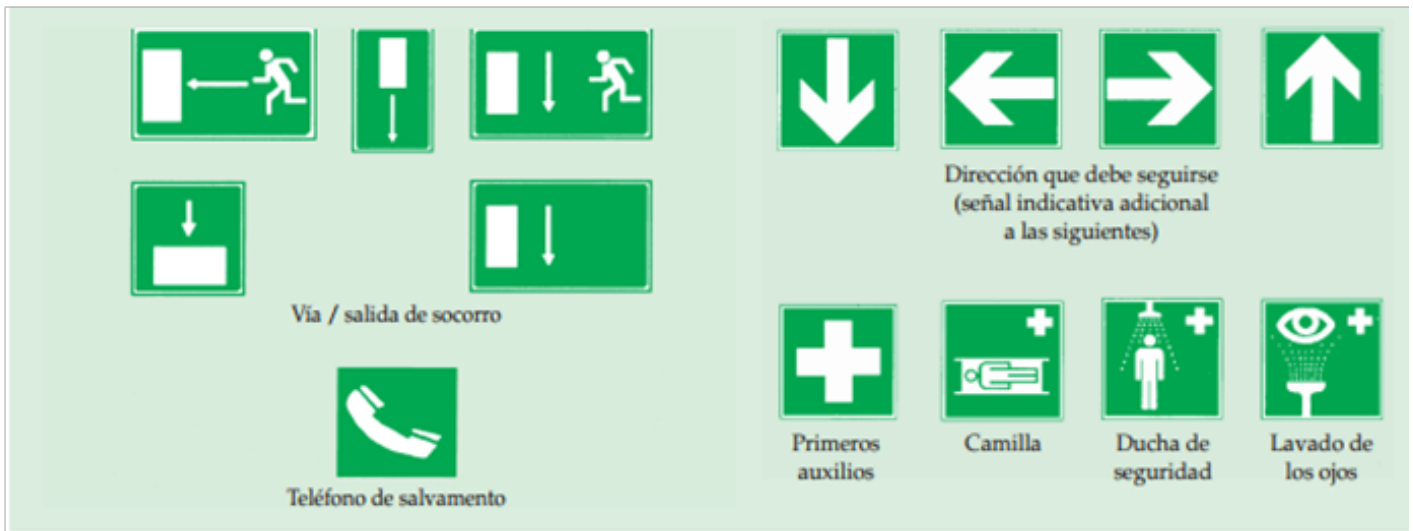 Vía / salida de socorro
Teléfono de salvamento
Dirección que debe seguirse
(señal indicativa adicional
a las siguientes)
Primeros
auxilios
Camilla
Ducha de
seguridad
Lavado de
los ojos